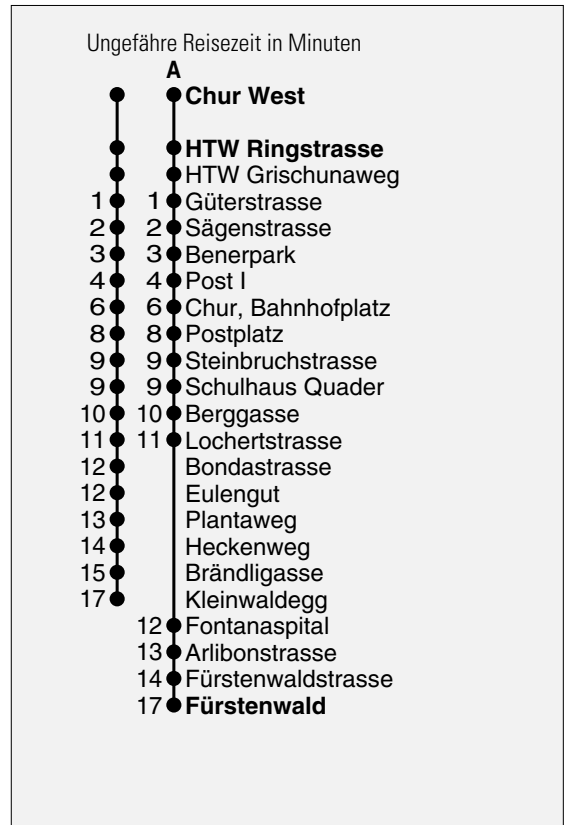 Ungefähre Reisezeit in Minuten
A
Chur West
HTW Ringstrasse
HTW Grischunaweg
1 1 Güterstrasse
2 2 Sägenstrasse
3 3 Benerpark
4 4 Post I
6 6 Chur, Bahnhofplatz
8 8 Postplatz
9 9 Steinbruchstrasse
9 9 Schulhaus Quader
10 10 Berggasse
11 11 Lochertstrasse
12 Bondastrasse
12 Eulengut
13 Plantaweg
14 Heckenweg
15 Brändligasse
17 Kleinwaldegg
12 Fontanaspital
13 Arlibonstrasse
14 Fürstenwaldstrasse
17 Fürstenwald